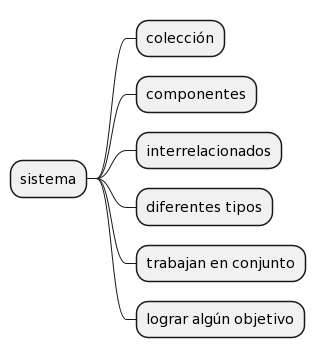 colección
componentes
interrelacionados
sistema
diferentes tipos
trabajan en conjunto
lograr algún objetivo